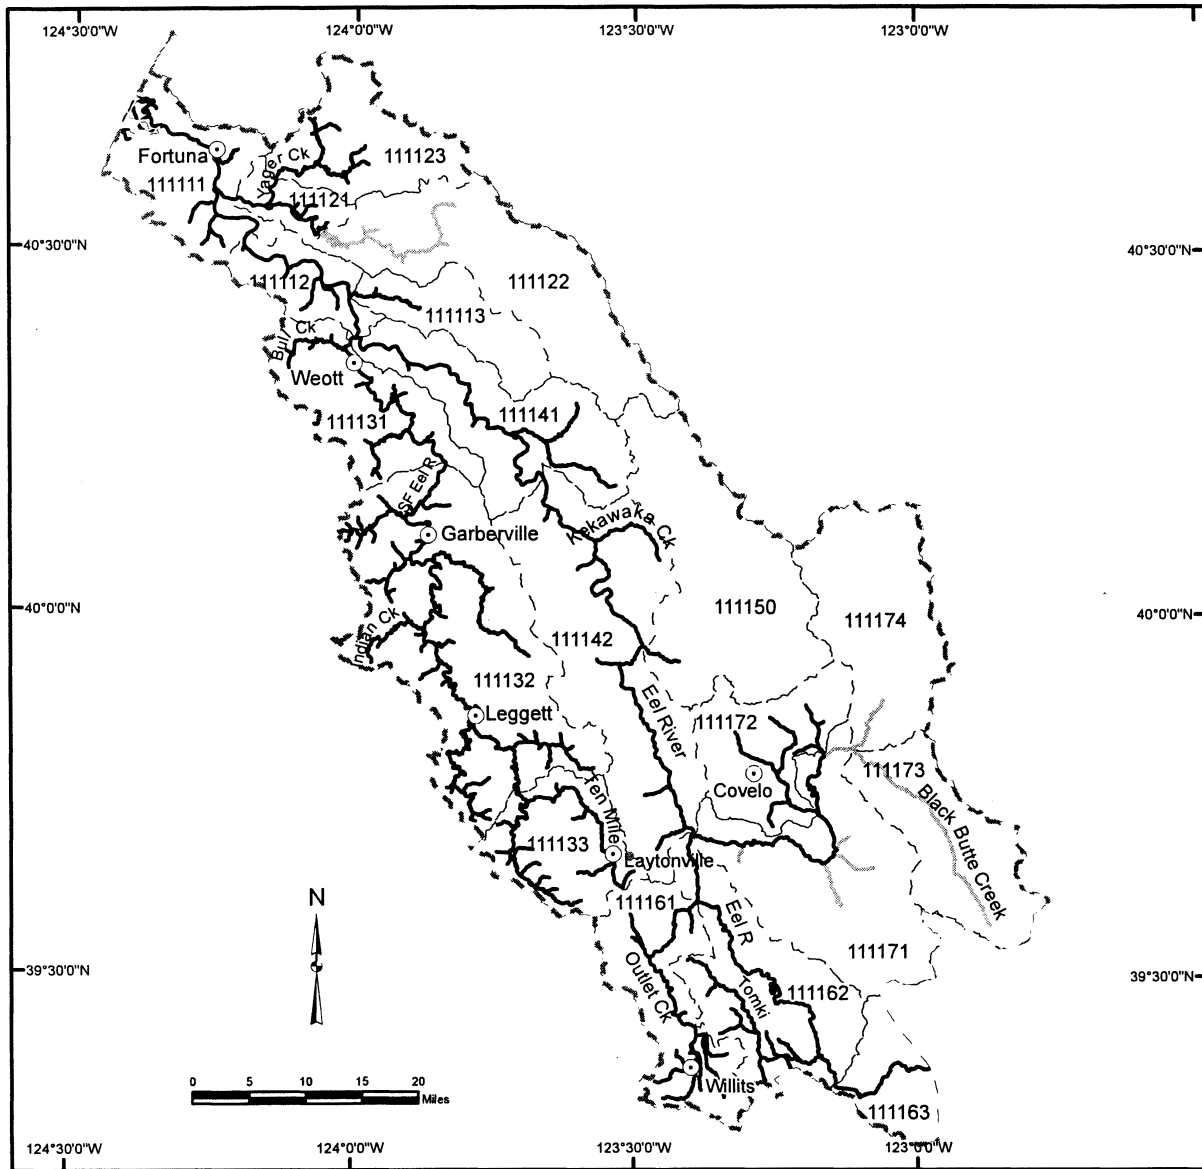 124°30'0"W 124°0'0"W 123°30'0"W 123°0'0"W
Fortuna
Yager Ck
111123
111111
111121
40°30'0"N 40°30'0"N
111112
111122
111113
Bull Ck
Weott
111131
111141
SF Eel R
Garberville
Kekawaka Ck
40°0'0"N 40°0'0"N
111150
111174
Indian Ck
111142
111132
Leggett
Eel River
111172
111173
Covelo
Ten Mile
Black Butte Creek
111133
Laytonville
N
111161
Eel R
111171
39°30'0"N 39°30'0"N
Outlet Ck
Tomki
111162
Willits
0 5 10 15 20
Miles
111163
124°30'0"W 124°0'0"W 123°30'0"W 123°0'0"W